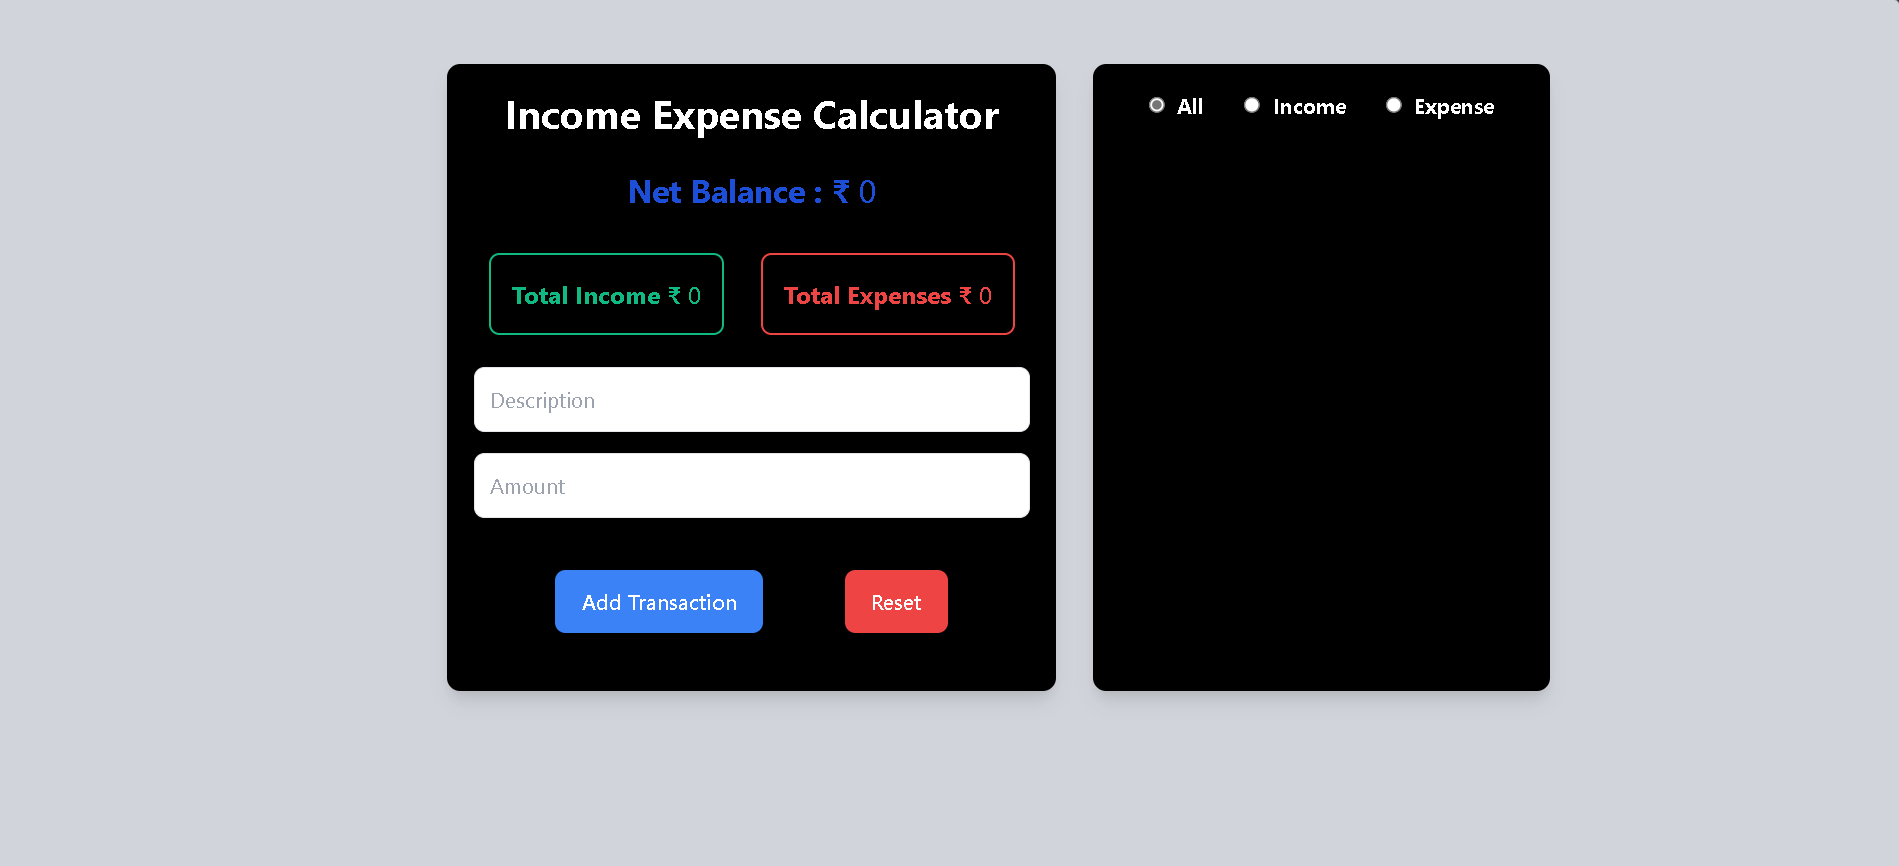 Income Expense Calculator
Net Balance : ₹ 0
Total Income ₹ 0
Total Expenses ₹ 0
Description
Amount
Add Transaction
Reset
All
Income
Expense